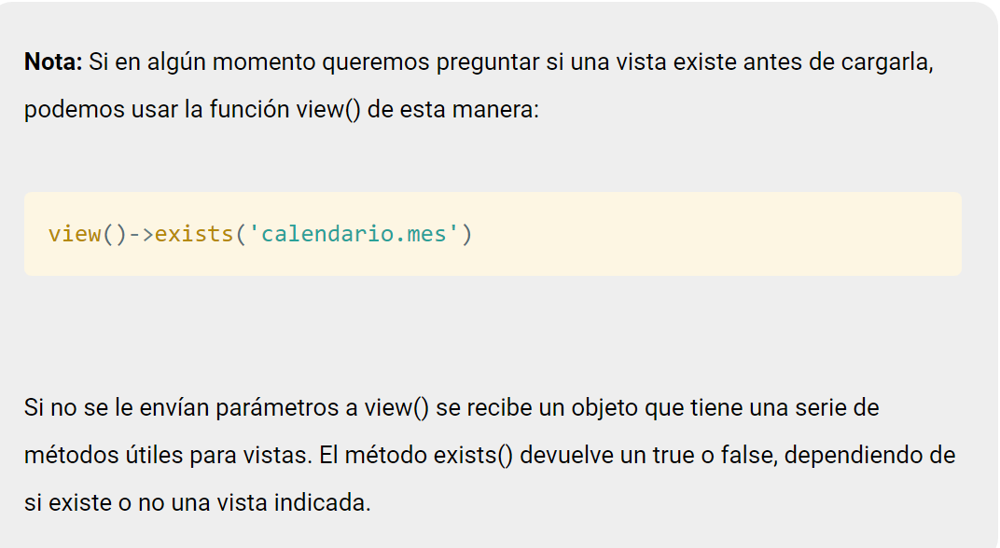 Nota: Si en algún momento queremos preguntar si una vista existe antes de cargarla,
podemos usar la función view() de esta manera:
view()->exists('calendario.mes')
Si no se le envían parámetros a view() se recibe un objeto que tiene una serie de
métodos útiles para vistas. El método exists() devuelve un true o false, dependiendo de
si existe o no una vista indicada.